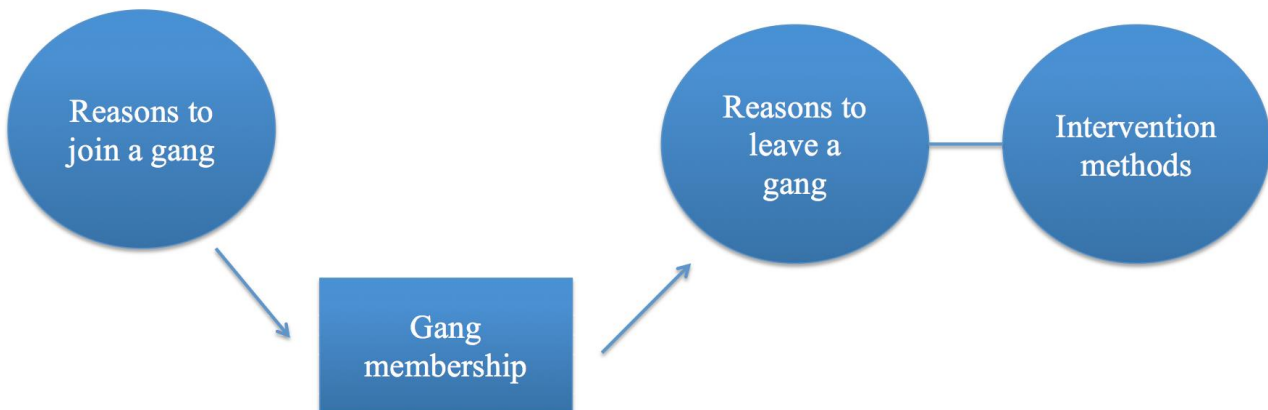 Reasons to
join a gang
Gang
membership
Reasons to
leave a
gang
Intervention
methods